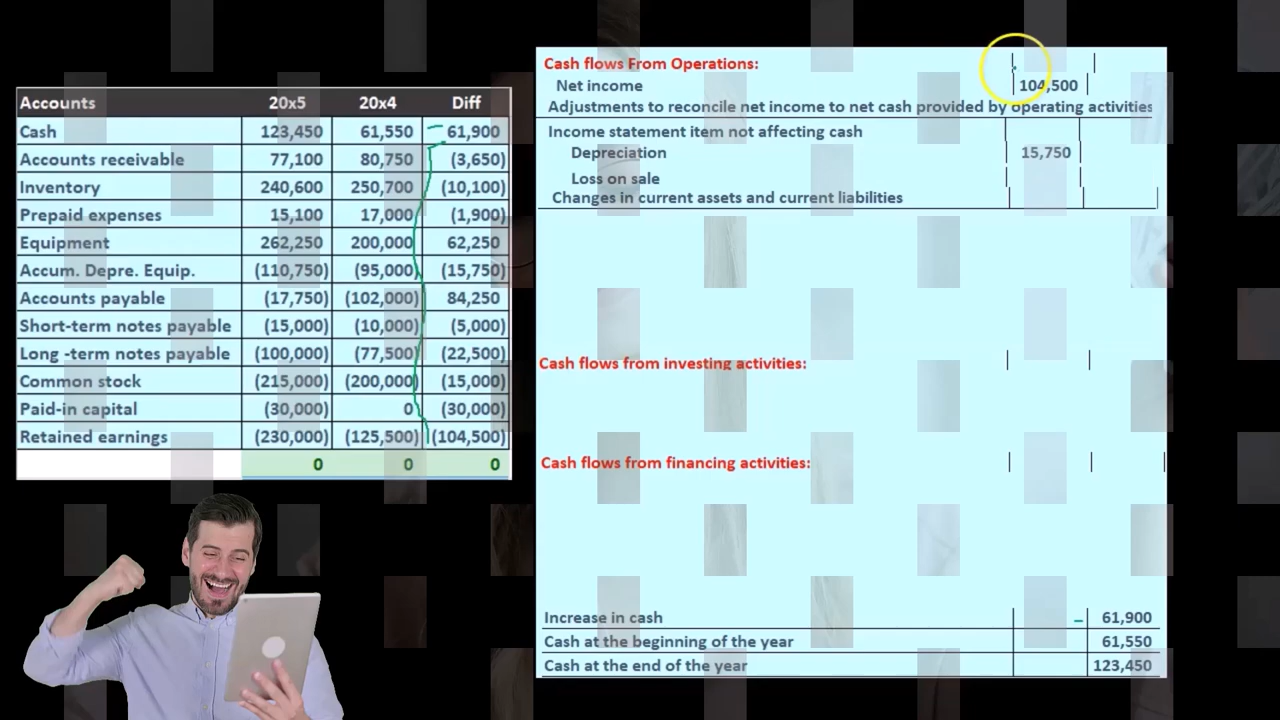 Accounts 20x5 20x4 Diff
Cash 123,450 61,550 61,900
Accounts receivable 77,100 80,750 (3,650)
Inventory 240,600 250,700 (10,100)
Prepaid expenses 15,100 17,000 (1,900)
Equipment 262,250 200,000 62,250
Accum. Depre. Equip. (110,750) (95,000) (15,750)
Accounts payable (17,750) (102,000) 84,250
Short-term notes payable (15,000) (10,000) (5,000)
Long -term notes payable (100,000) (77,500) (22,500)
Common stock (215,000) (200,000) (15,000)
Paid-in capital (30,000) 0 (30,000)
Retained earnings (230,000) (125,500) (104,500)
0 0 0
Cash flows From Operations:
Net income 104,500
Adjustments to reconcile net income to net cash provided by operating activities
Income statement item not affecting cash
Depreciation 15,750
Loss on sale
Changes in current assets and current liabilities
Cash flows from investing activities:
Cash flows from financing activities:
Increase in cash 61,900
Cash at the beginning of the year 61,550
Cash at the end of the year 123,450